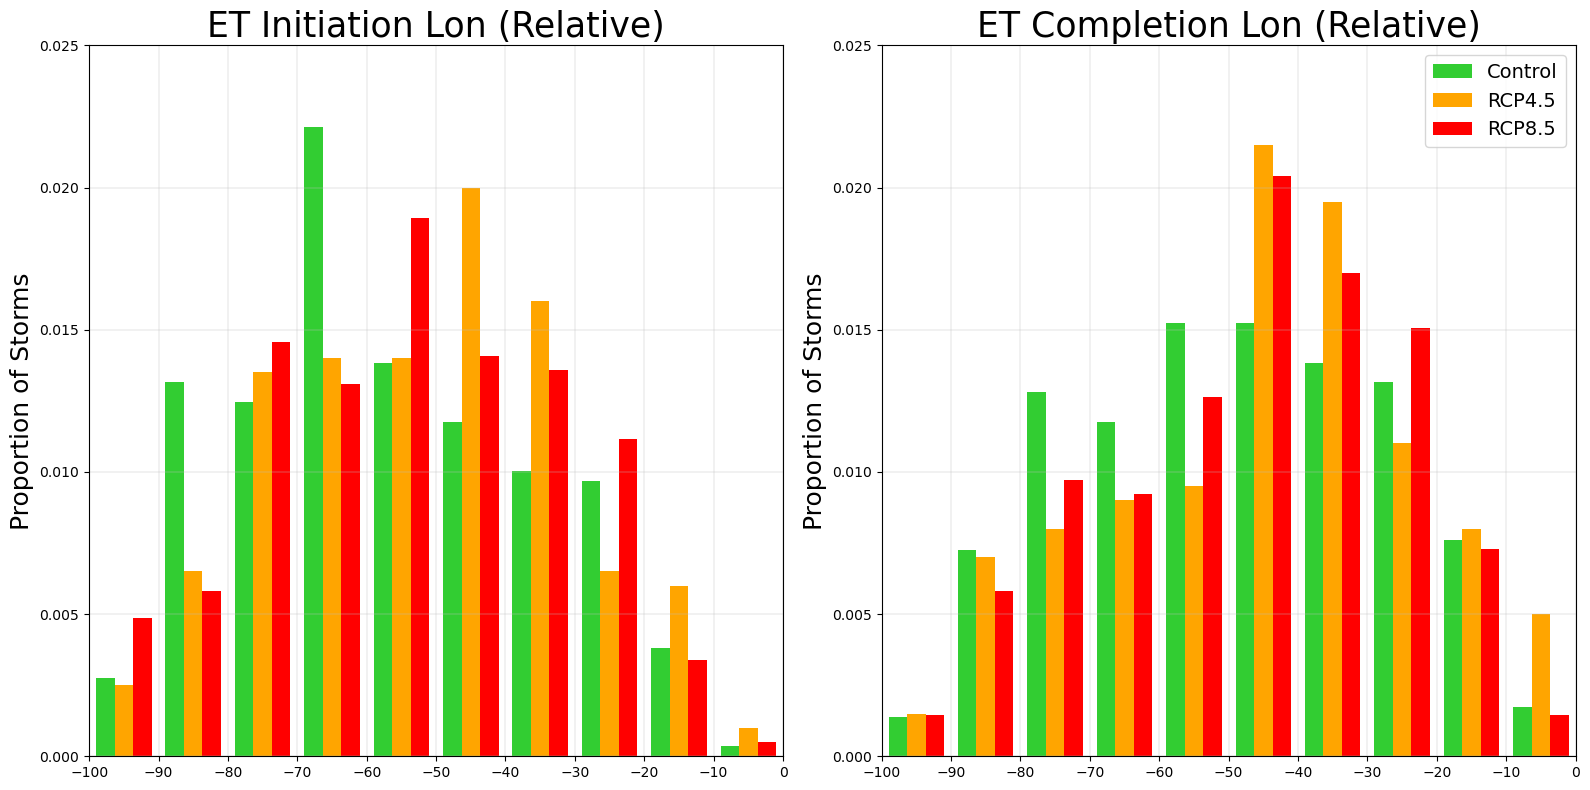 ET Initiation Lon (Relative)
Proportion of Storms
0.025
0.020
0.015
0.010
0.005
0.000
−100 −90 −80 −70 −60 −50 −40 −30 −20 −10 0
ET Completion Lon (Relative)
Control
RCP4.5
RCP8.5
Proportion of Storms
0.025
0.020
0.015
0.010
0.005
0.000
−100 −90 −80 −70 −60 −50 −40 −30 −20 −10 0